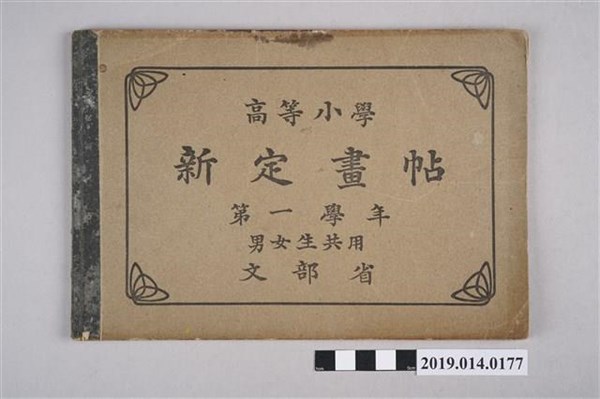 高等小學
新定畫帖
第一學年
男女生共用
文部省
2019.014.0177